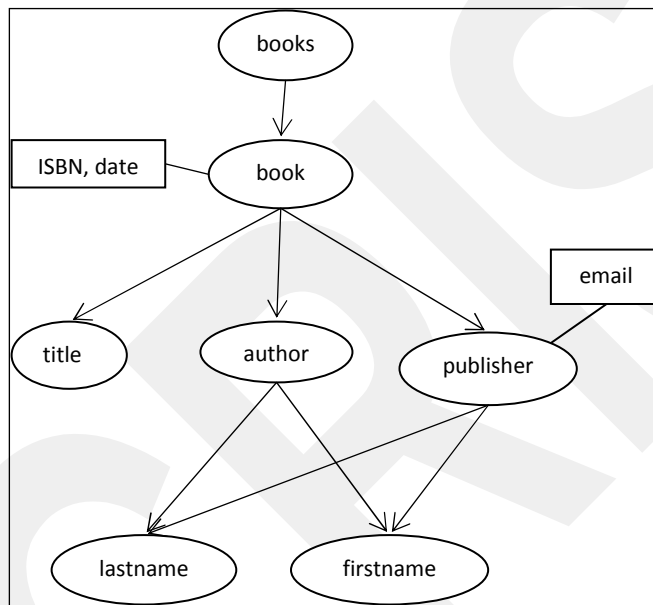 books
ISBN, date
book
email
title
author
publisher
lastname
firstname